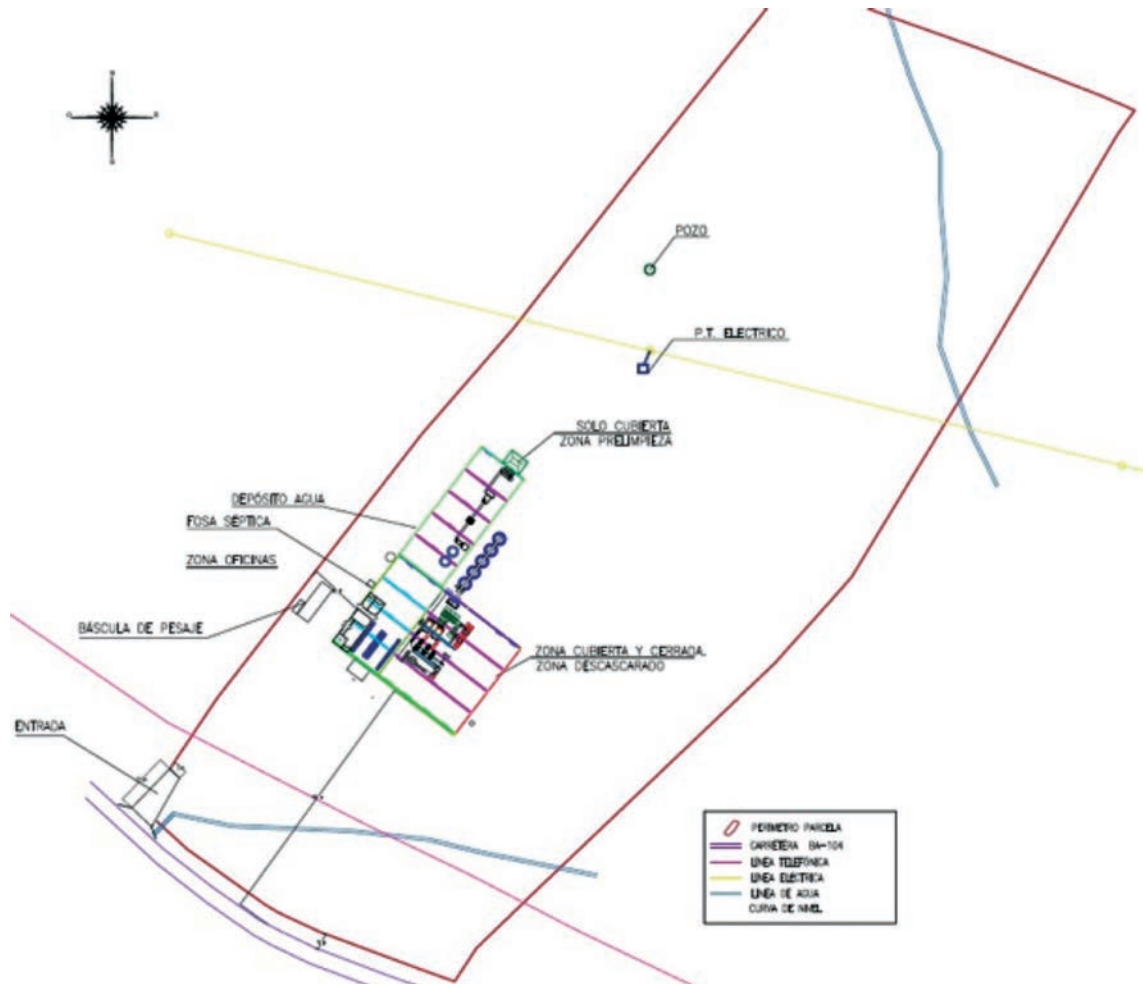 POZO
P.T. ELECTRICO
SOLO CUBIERTA
ZONA PRELIMPIEZA
DEPÓSITO AGUA
FOSA SÉPTICA
ZONA OFICINAS
BÁSCULA DE PESAJE
ZONA CUBIERTA Y CERRADA.
ZONA DESCASCARADO
ENTRADA
PERIMETRO PARCELA
CARRETERA BA-104
LINEA TELEFÓNICA
LINEA ELÉCTRICA
LINEA DE AGUA
CURVA DE NIVEL